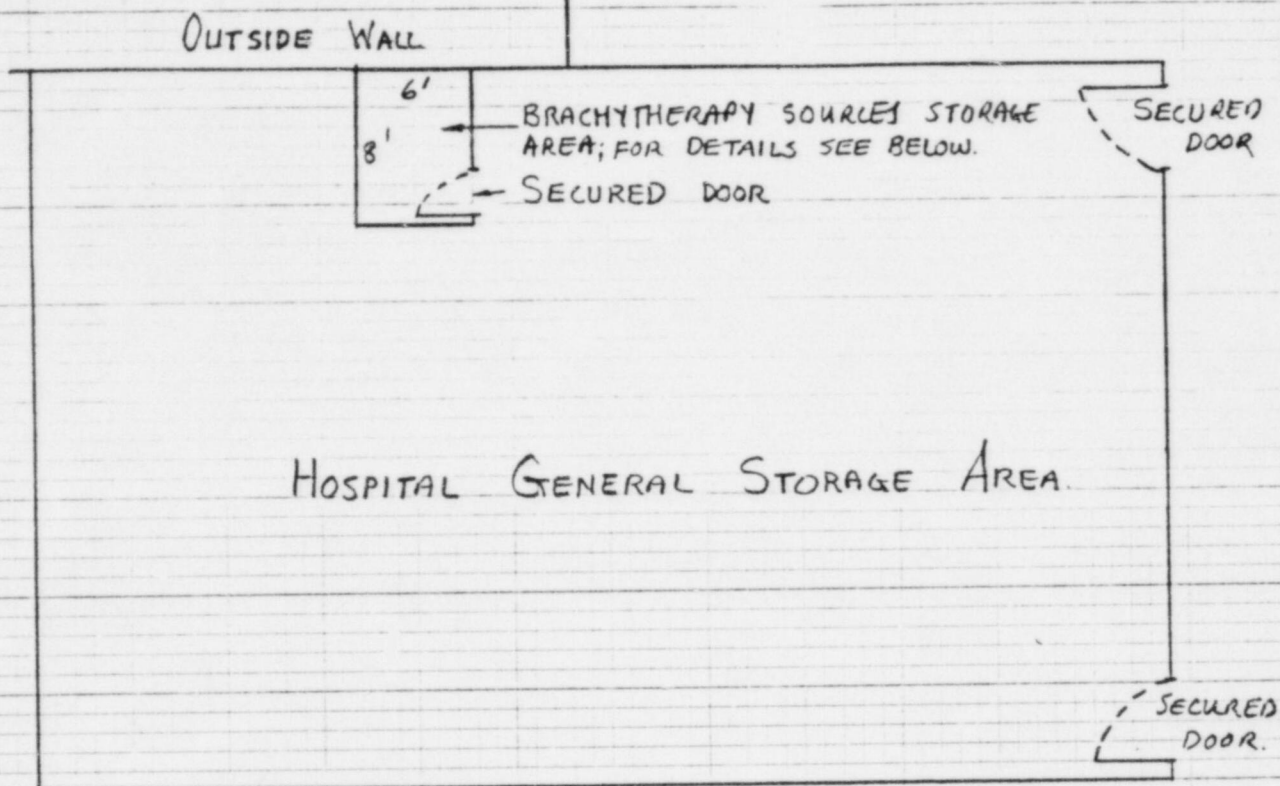 OUTSIDE WALL
6'
8'
BRACHYTHERAPY SOURCES STORAGE
AREA; FOR DETAILS SEE BELOW.
SECURED DOOR
SECURED
DOOR
HOSPITAL GENERAL STORAGE AREA.
SECURED
DOOR.